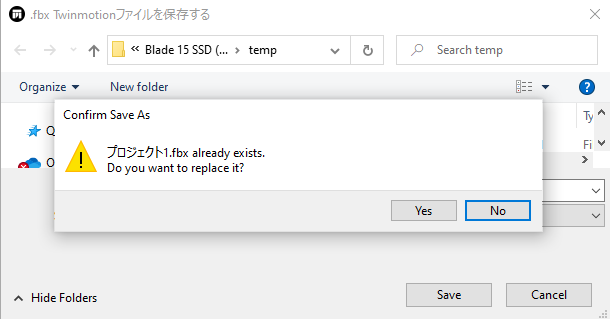 .fbx Twinmotionファイルを保存する
« Blade 15 SSD (... › temp
Search temp
Organize
New folder
?
Confirm Save As
プロジェクト1.fbx already exists.
Do you want to replace it?
Yes
No
Q
Ty
O
Fi
Hide Folders
Save
Cancel